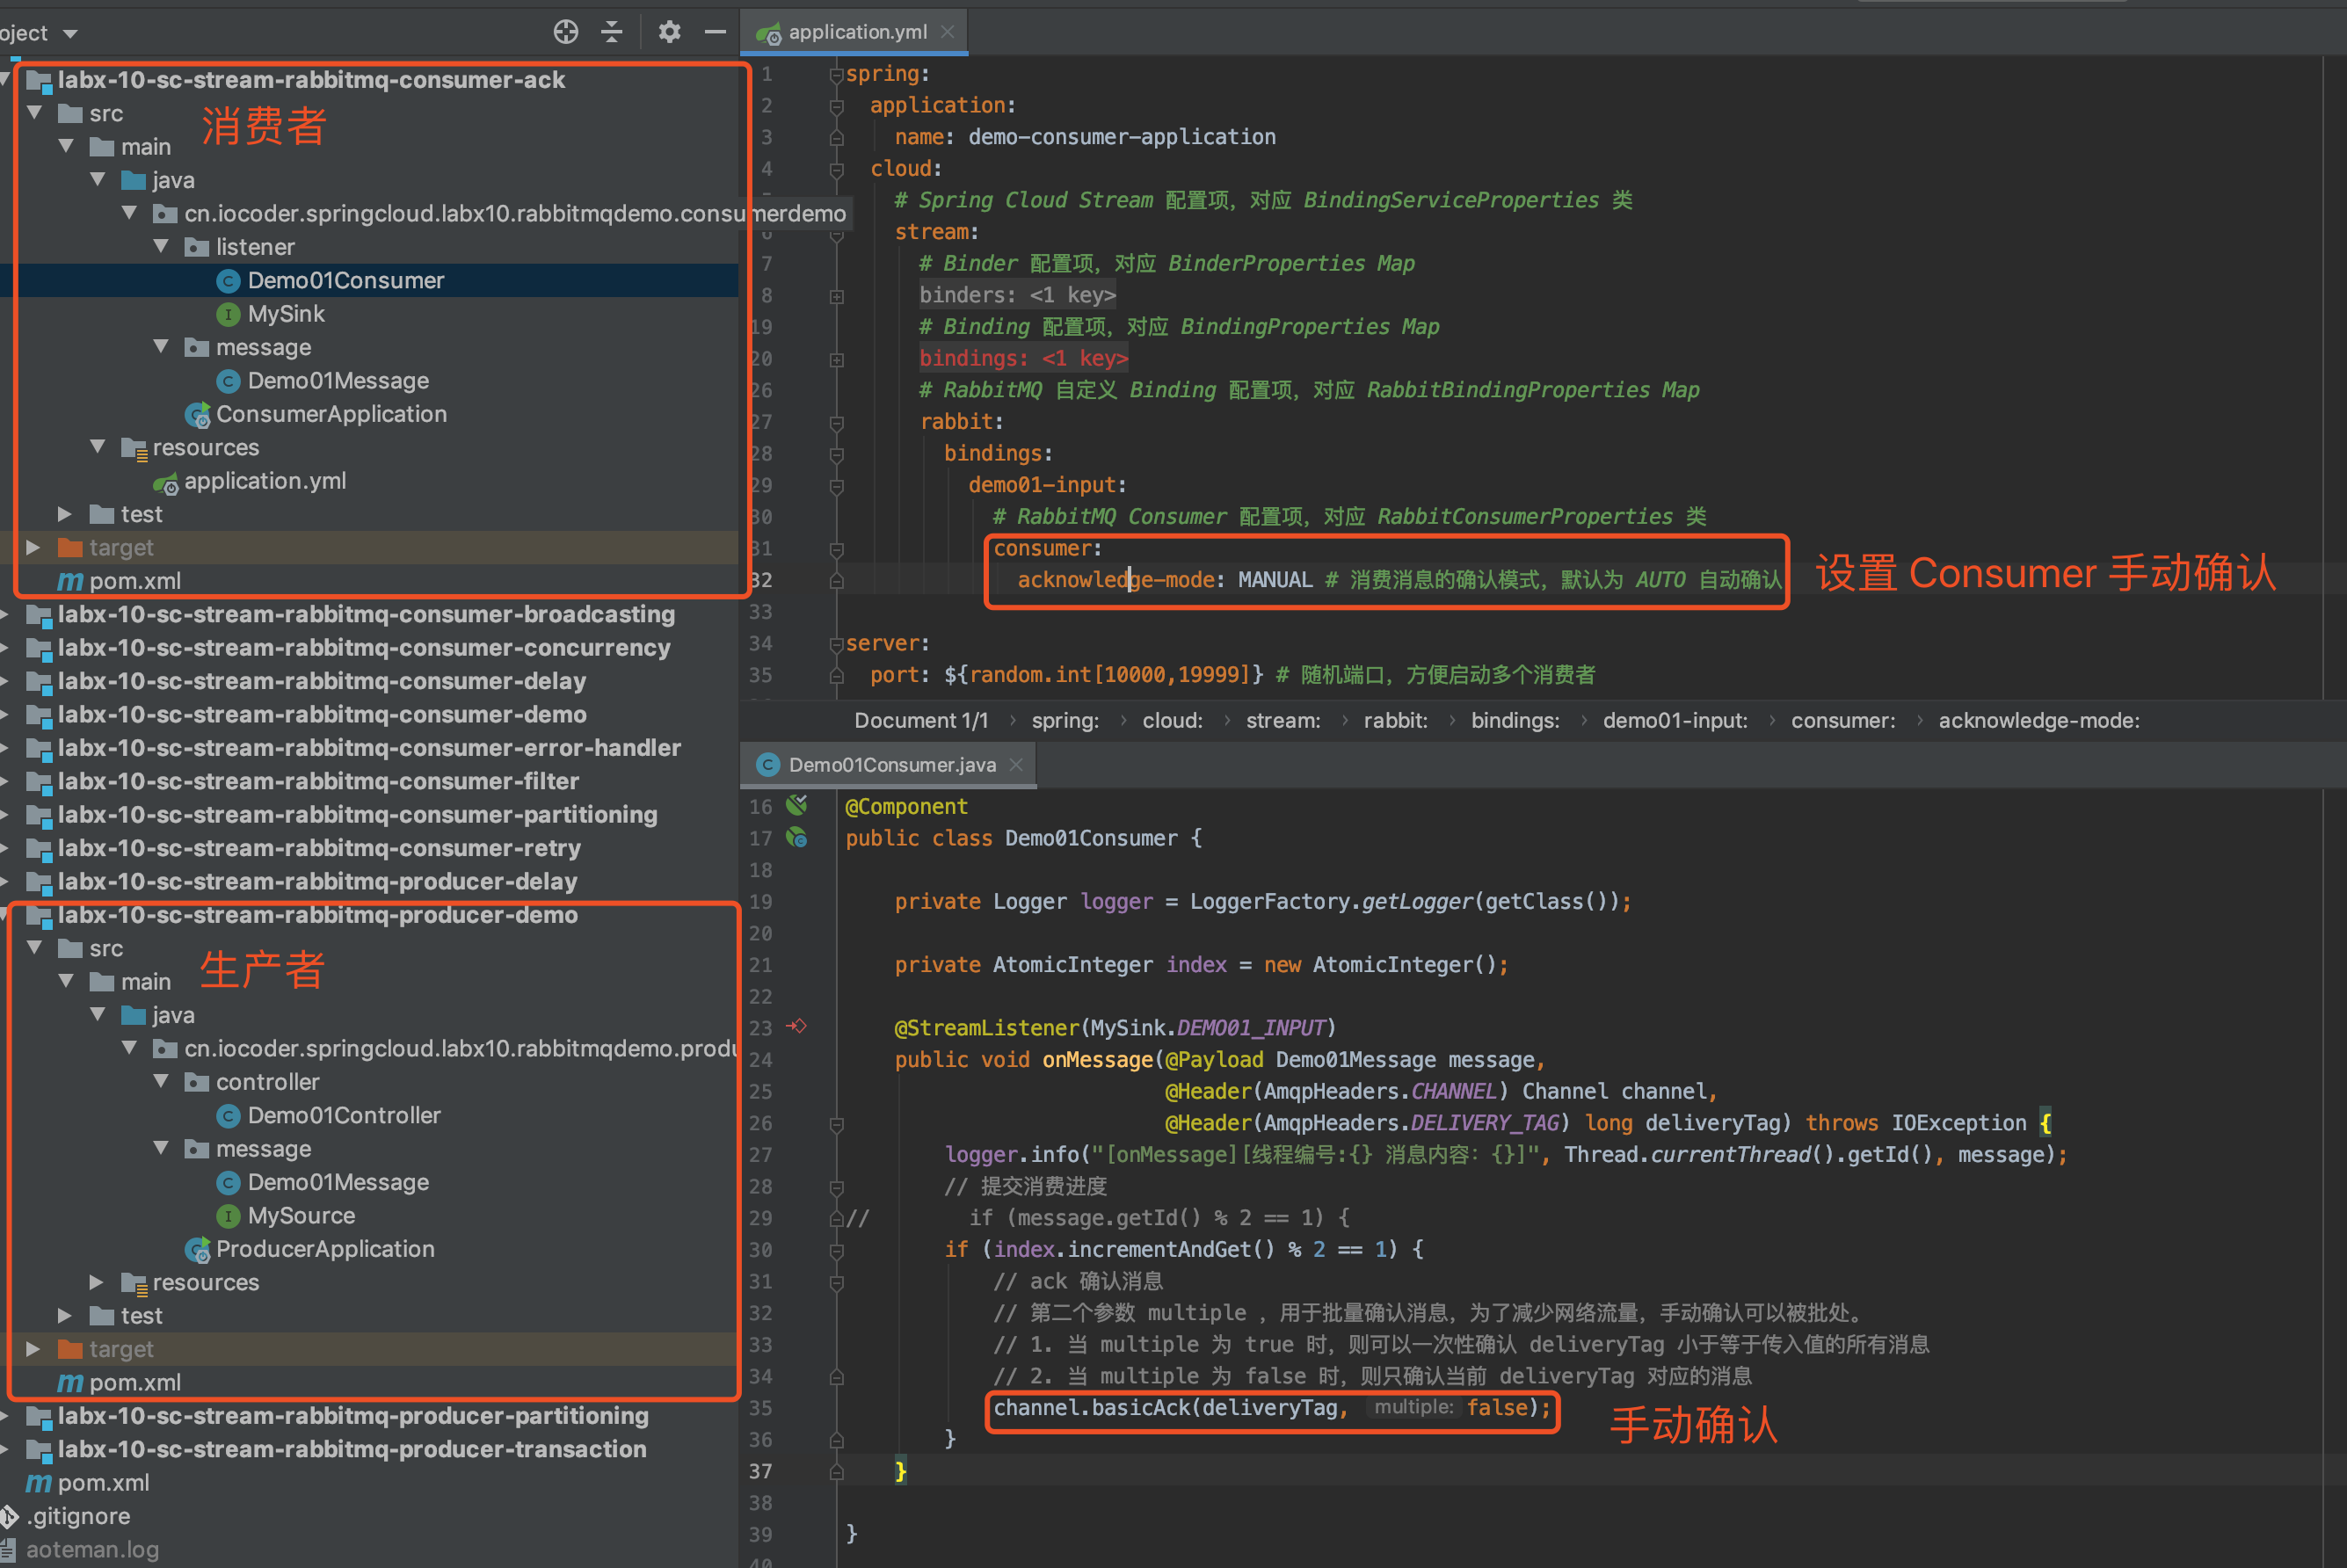 oject
labx-10-sc-stream-rabbitmq-consumer-ack
src
消费者
main
java
cn.iocoder.springcloud.labx10.rabbitmqdemo.consumerdemo
listener
Demo01Consumer
MySink
message
Demo01Message
ConsumerApplication
resources
application.yml
test
target
pom.xml
labx-10-sc-stream-rabbitmq-consumer-broadcasting
labx-10-sc-stream-rabbitmq-consumer-concurrency
labx-10-sc-stream-rabbitmq-consumer-delay
labx-10-sc-stream-rabbitmq-consumer-demo
labx-10-sc-stream-rabbitmq-consumer-error-handler
labx-10-sc-stream-rabbitmq-consumer-filter
labx-10-sc-stream-rabbitmq-consumer-partitioning
labx-10-sc-stream-rabbitmq-consumer-retry
labx-10-sc-stream-rabbitmq-producer-delay
labx-10-sc-stream-rabbitmq-producer-demo
src
生产者
main
java
cn.iocoder.springcloud.labx10.rabbitmqdemo.produ
controller
Demo01Controller
message
Demo01Message
MySource
ProducerApplication
resources
test
target
pom.xml
labx-10-sc-stream-rabbitmq-producer-partitioning
labx-10-sc-stream-rabbitmq-producer-transaction
pom.xml
.gitignore
aoteman.log
application.yml
1 spring:
2 application:
3 name: demo-consumer-application
4 cloud:
# Spring Cloud Stream 配置项，对应 BindingServiceProperties 类
6 stream:
7 # Binder 配置项，对应 BinderProperties Map
8 binders: <1 key>
19 # Binding 配置项，对应 BindingProperties Map
20 bindings: <1 key>
26 # RabbitMQ 自定义 Binding 配置项，对应 RabbitBindingProperties Map
27 rabbit:
28 bindings:
29 demo01-input:
30 # RabbitMQ Consumer 配置项，对应 RabbitConsumerProperties 类
31 consumer:
32 acknowledge-mode: MANUAL # 消费消息的确认模式，默认为 AUTO 自动确认
设置 Consumer 手动确认
33
34 server:
35 port: ${random.int[10000,19999]} # 随机端口，方便启动多个消费者
Document 1/1 › spring: › cloud: › stream: › rabbit: › bindings: › demo01-input: › consumer: › acknowledge-mode:
Demo01Consumer.java
16 @Component
17 public class Demo01Consumer {
18
19 private Logger logger = LoggerFactory.getLogger(getClass());
20
21 private AtomicInteger index = new AtomicInteger();
22
23 @StreamListener(MySink.DEMO01_INPUT)
24 public void onMessage(@Payload Demo01Message message,
25 @Header(AmqpHeaders.CHANNEL) Channel channel,
26 @Header(AmqpHeaders.DELIVERY_TAG) long deliveryTag) throws IOException {
27 logger.info("[onMessage][线程编号:{} 消息内容：{}]", Thread.currentThread().getId(), message);
28 // 提交消费进度
29 // if (message.getId() % 2 == 1) {
30 if (index.incrementAndGet() % 2 == 1) {
31 // ack 确认消息
32 // 第二个参数 multiple ，用于批量确认消息，为了减少网络流量，手动确认可以被批处。
33 // 1. 当 multiple 为 true 时，则可以一次性确认 deliveryTag 小于等于传入值的所有消息
34 // 2. 当 multiple 为 false 时，则只确认当前 deliveryTag 对应的消息
35 channel.basicAck(deliveryTag, multiple: false);
手动确认
36 }
37 }
38
39 }
40